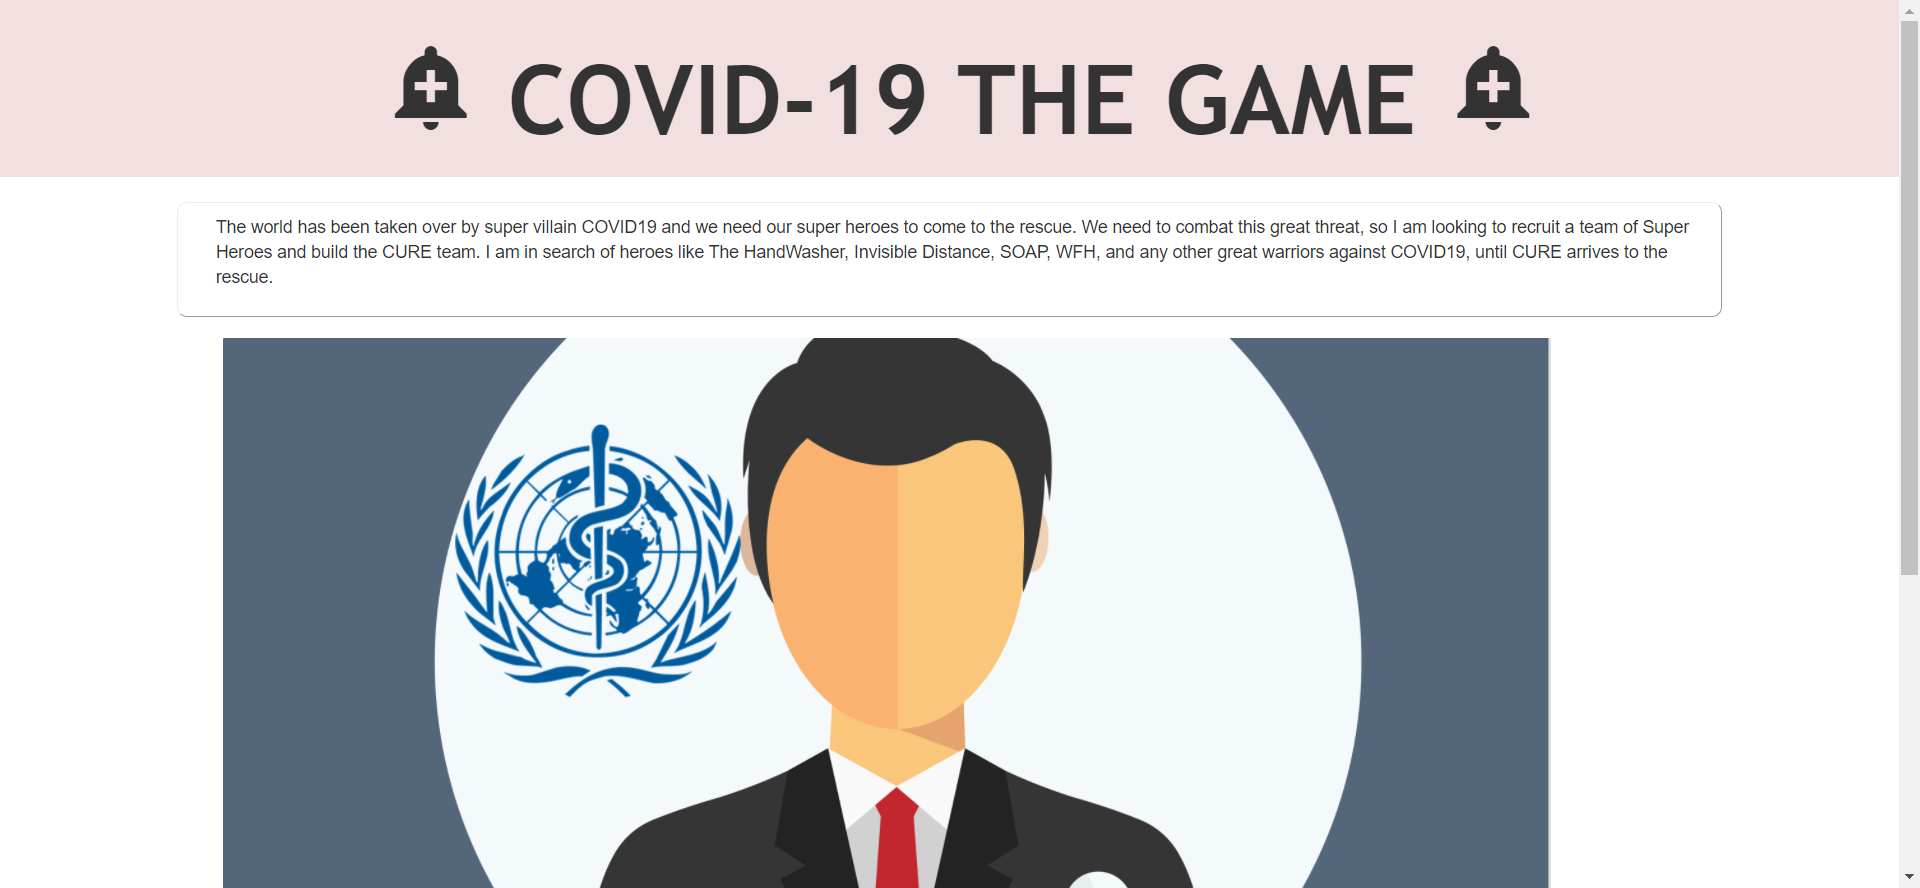 COVID-19 THE GAME
The world has been taken over by super villain COVID19 and we need our super heroes to come to the rescue. We need to combat this great threat, so I am looking to recruit a team of Super
Heroes and build the CURE team. I am in search of heroes like The HandWasher, Invisible Distance, SOAP, WFH, and any other great warriors against COVID19, until CURE arrives to the
rescue.